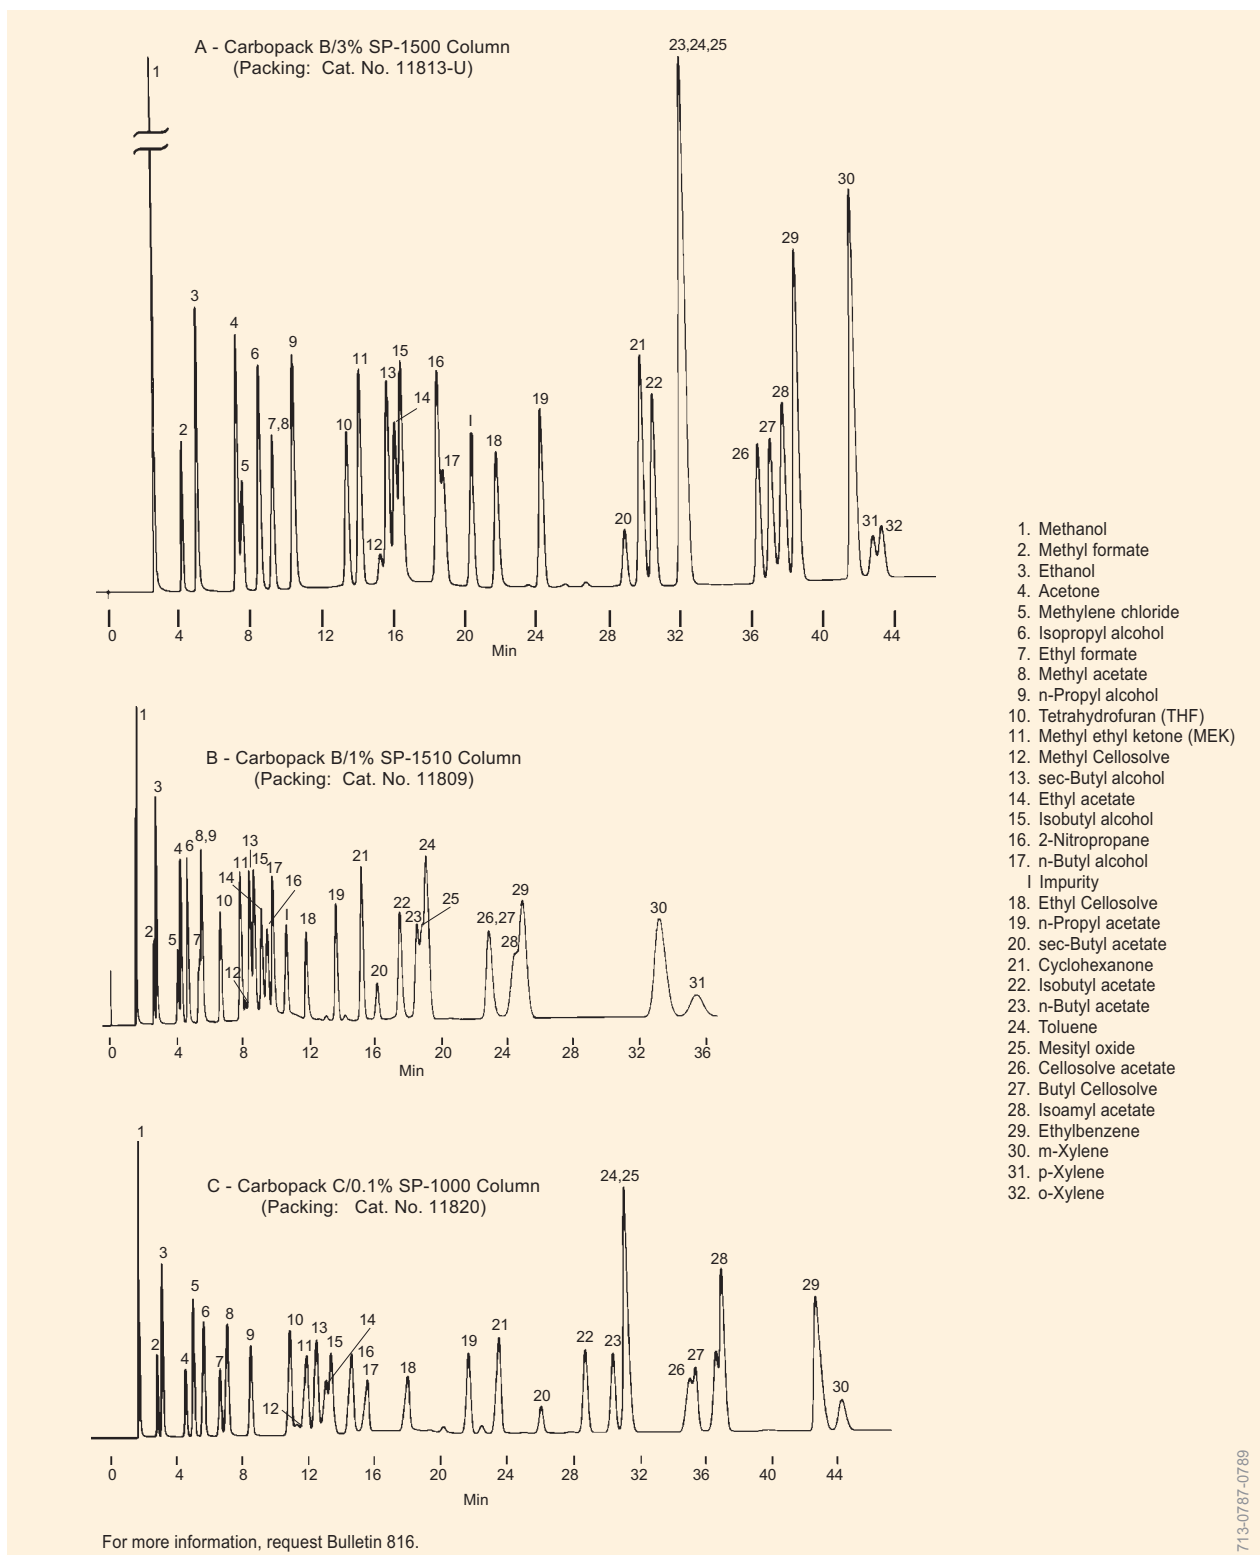 A - Carbopack B/3% SP-1500 Column
(Packing: Cat. No. 11813-U)
1
2
3
4
5
6
7,8
9
10
11
12
13
14
15
16
17
I
18
19
20
21
22
23,24,25
26
27
28
29
30
31
32
0 4 8 12 16 20 24 28 32 36 40 44
Min
B - Carbopack B/1% SP-1510 Column
(Packing: Cat. No. 11809)
1
2
3
4
5
6
7
8,9
10
11
12
13
14
15
16
17
I
18
19
20
21
22
23
24
25
26,27
28
29
30
31
0 4 8 12 16 20 24 28 32 36
Min
C - Carbopack C/0.1% SP-1000 Column
(Packing: Cat. No. 11820)
1
2
3
4
5
6
7
8
9
10
11
12
13
14
15
16
17
18
19
20
21
22
23
24,25
26
27
28
29
30
0 4 8 12 16 20 24 28 32 36 40 44
Min
1. Methanol
2. Methyl formate
3. Ethanol
4. Acetone
5. Methylene chloride
6. Isopropyl alcohol
7. Ethyl formate
8. Methyl acetate
9. n-Propyl alcohol
10. Tetrahydrofuran (THF)
11. Methyl ethyl ketone (MEK)
12. Methyl Cellosolve
13. sec-Butyl alcohol
14. Ethyl acetate
15. Isobutyl alcohol
16. 2-Nitropropane
17. n-Butyl alcohol
I Impurity
18. Ethyl Cellosolve
19. n-Propyl acetate
20. sec-Butyl acetate
21. Cyclohexanone
22. Isobutyl acetate
23. n-Butyl acetate
24. Toluene
25. Mesityl oxide
26. Cellosolve acetate
27. Butyl Cellosolve
28. Isoamyl acetate
29. Ethylbenzene
30. m-Xylene
31. p-Xylene
32. o-Xylene
For more information, request Bulletin 816.
713-0787-0789